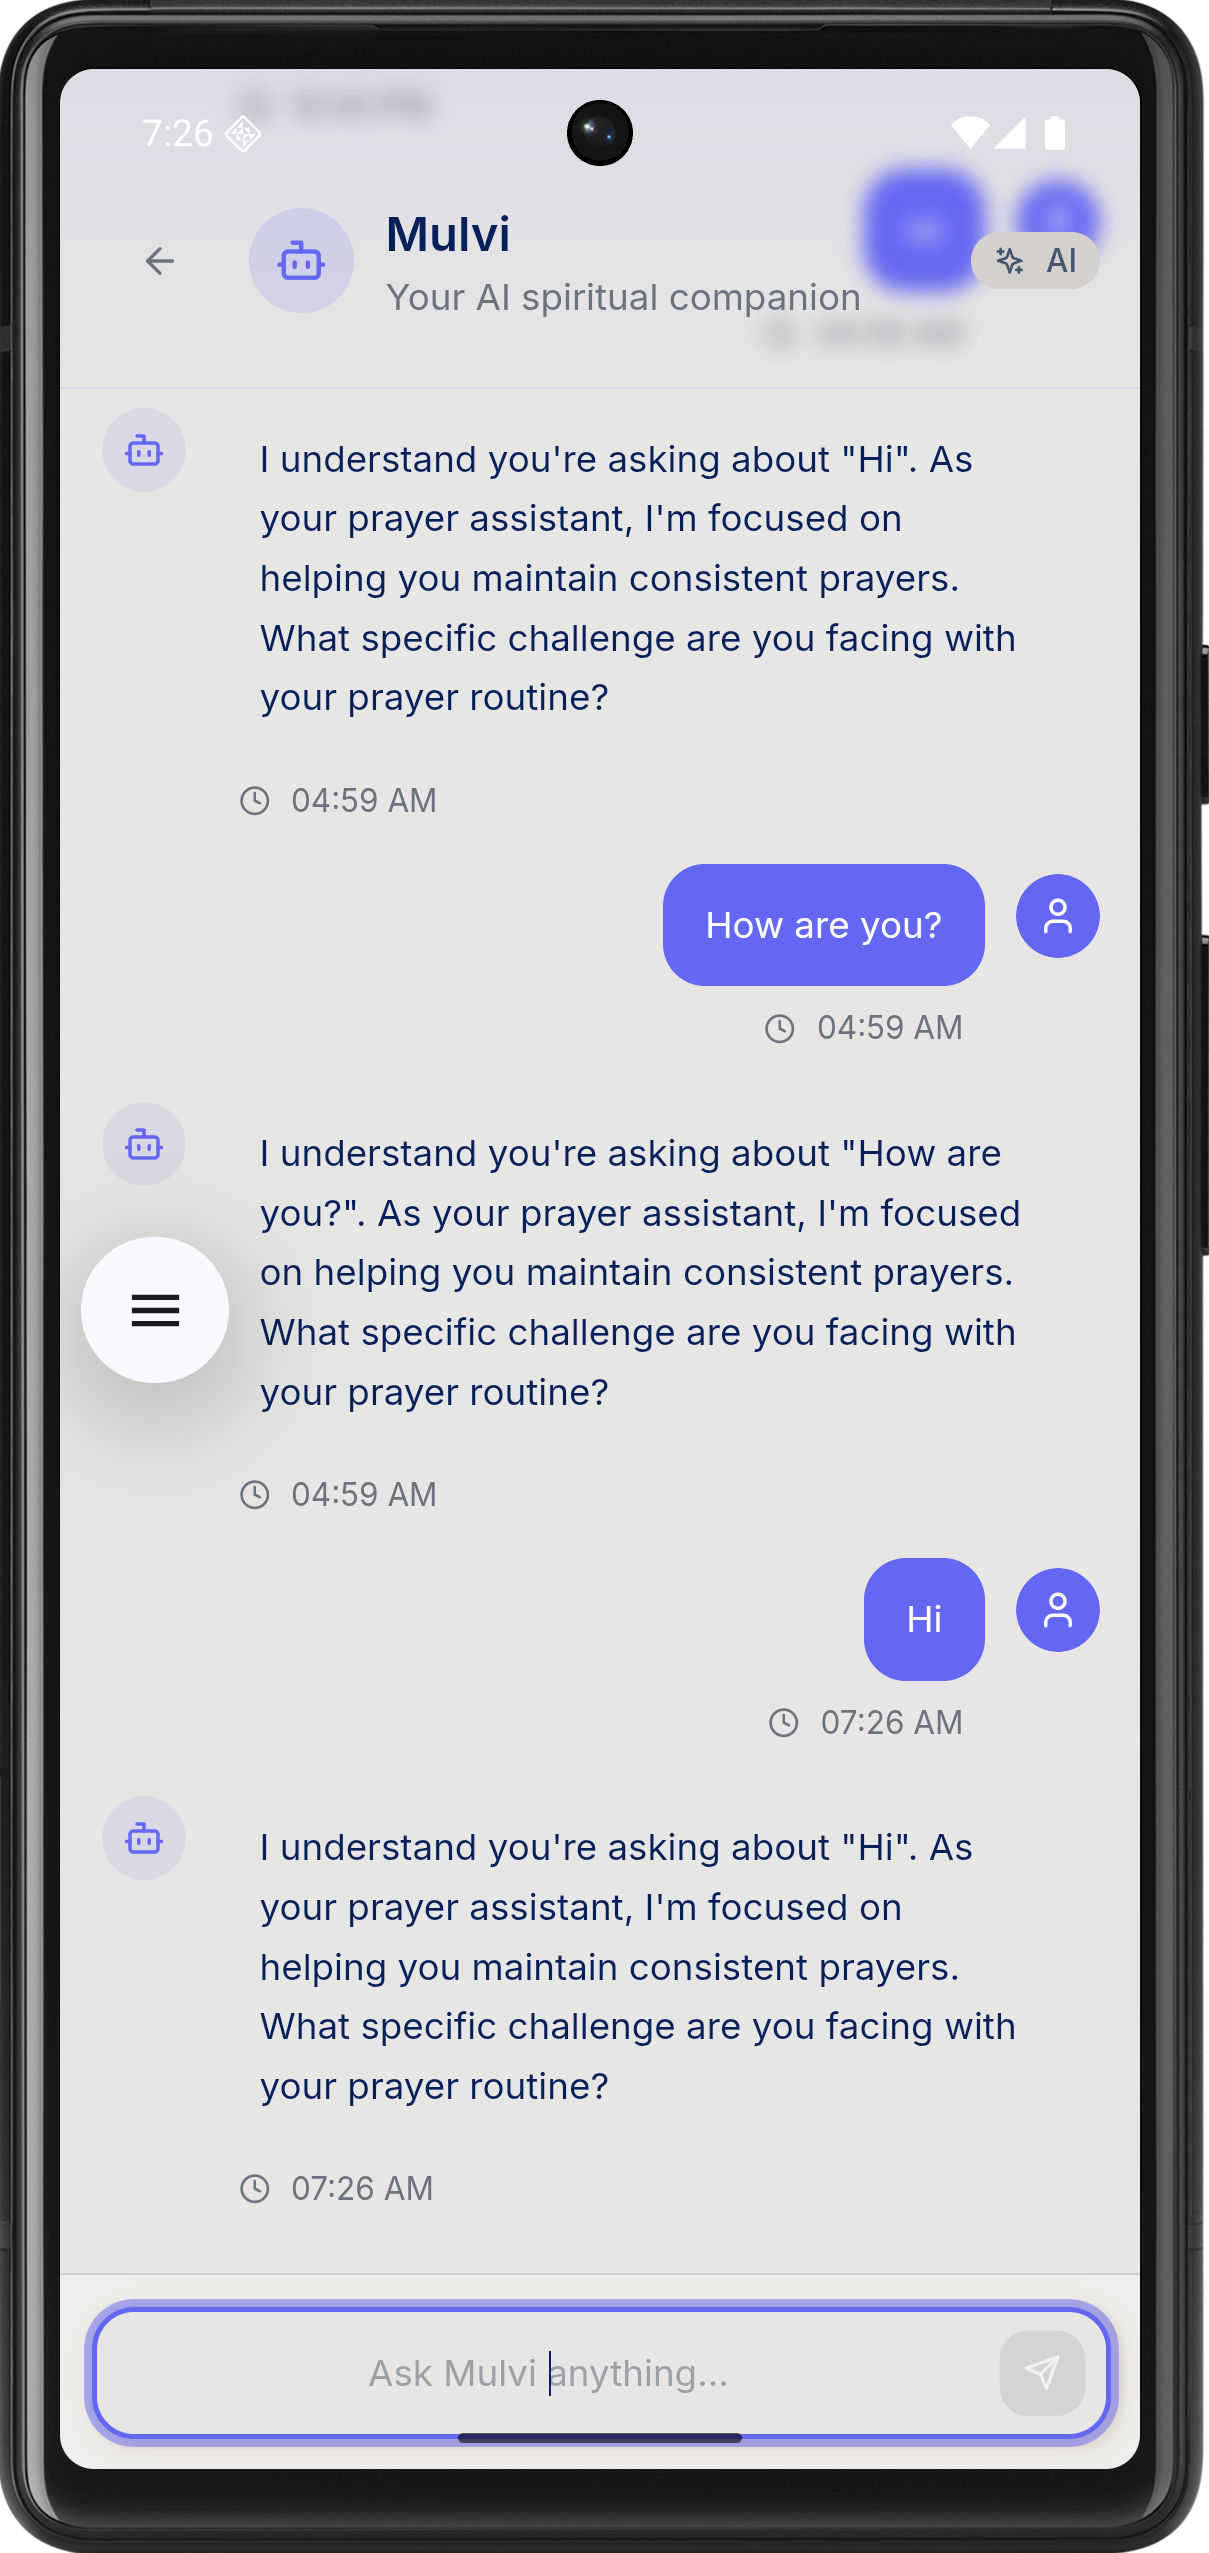 7:26
Mulvi
Your AI spiritual companion
AI
I understand you're asking about "Hi". As
your prayer assistant, I'm focused on
helping you maintain consistent prayers.
What specific challenge are you facing with
your prayer routine?
04:59 AM
How are you?
04:59 AM
I understand you're asking about "How are
you?". As your prayer assistant, I'm focused
on helping you maintain consistent prayers.
What specific challenge are you facing with
your prayer routine?
04:59 AM
Hi
07:26 AM
I understand you're asking about "Hi". As
your prayer assistant, I'm focused on
helping you maintain consistent prayers.
What specific challenge are you facing with
your prayer routine?
07:26 AM
Ask Mulvi anything...